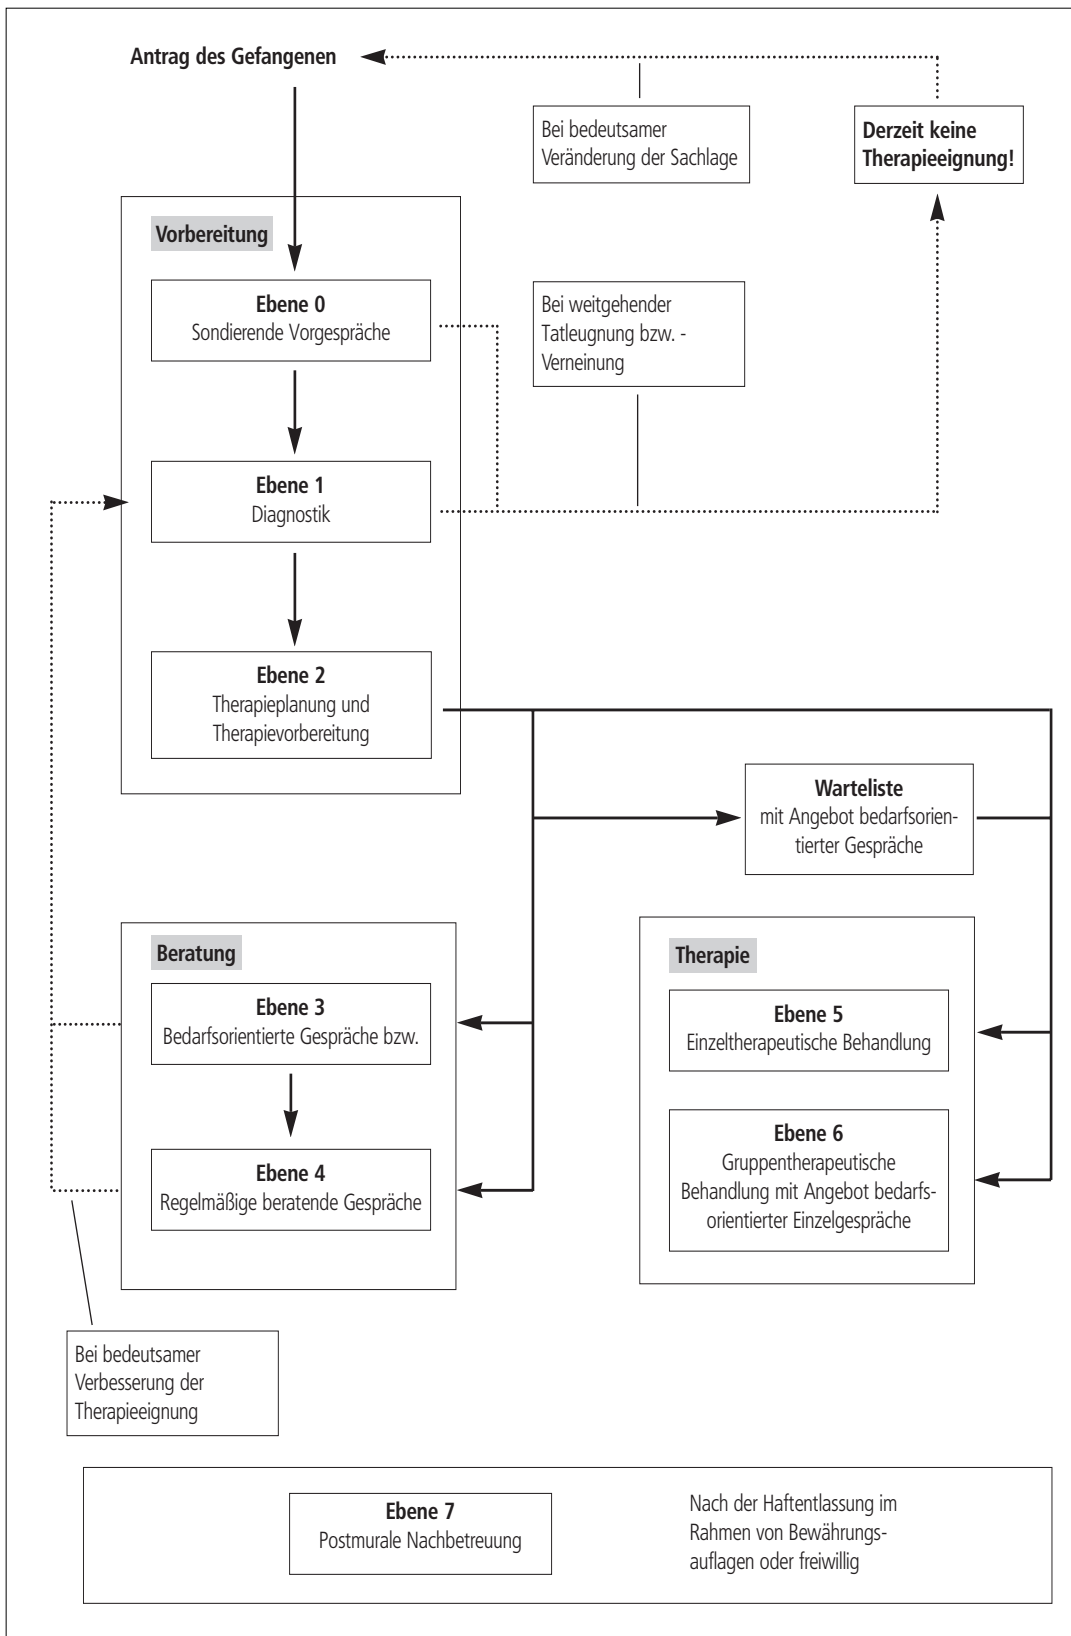 Antrag des Gefangenen
Bei bedeutsamer
Veränderung der Sachlage
Derzeit keine
Therapieeignung!
Vorbereitung
Ebene 0
Sondierende Vorgespräche
Bei weitgehender
Tatleugnung bzw. -
Verneinung
Ebene 1
Diagnostik
Ebene 2
Therapieplanung und
Therapievorbereitung
Warteliste
mit Angebot bedarfsorien-
tierter Gespräche
Beratung
Ebene 3
Bedarfsorientierte Gespräche bzw.
Ebene 4
Regelmäßige beratende Gespräche
Therapie
Ebene 5
Einzeltherapeutische Behandlung
Ebene 6
Gruppentherapeutische
Behandlung mit Angebot bedarfs-
orientierter Einzelgespräche
Bei bedeutsamer
Verbesserung der
Therapieeignung
Ebene 7
Postmurale Nachbetreuung
Nach der Haftentlassung im
Rahmen von Bewährungs-
auflagen oder freiwillig